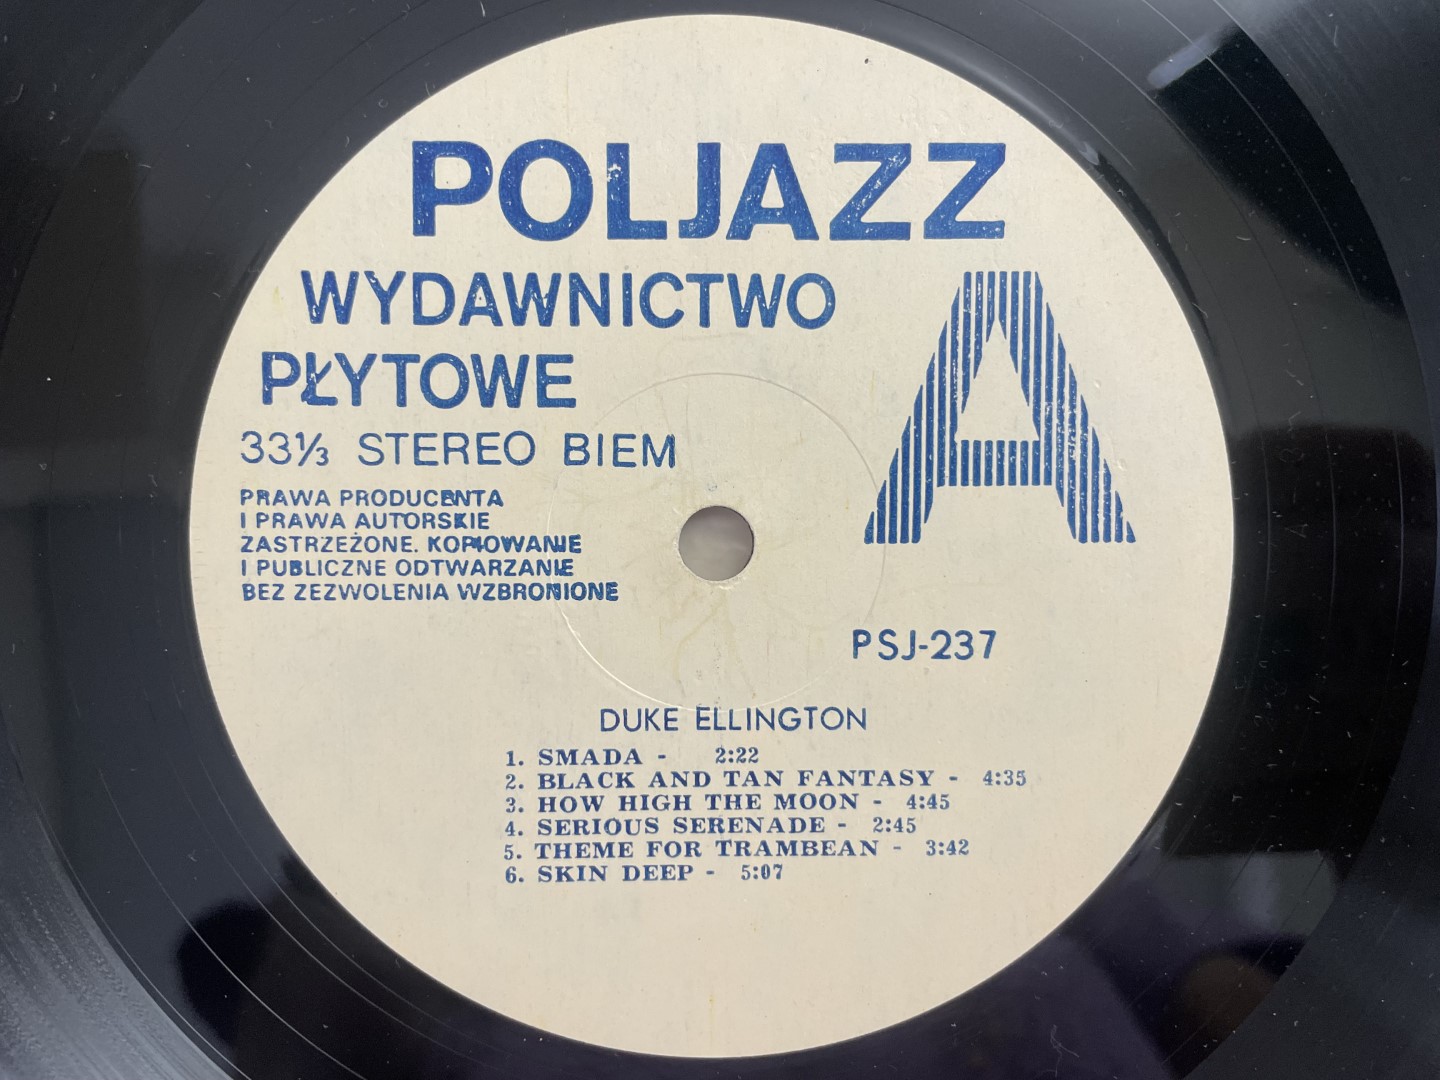 POLJAZZ
WYDAWNICTWO
PŁYTOWE
A
33⅓ STEREO BIEM
PRAWA PRODUCENTA
I PRAWA AUTORSKIE
ZASTRZEŻONE. KOPIOWANIE
I PUBLICZNE ODTWARZANIE
BEZ ZEZWOLENIA WZBRONIONE
PSJ-237
DUKE ELLINGTON
1. SMADA - 2:22
2. BLACK AND TAN FANTASY - 4:35
3. HOW HIGH THE MOON - 4:45
4. SERIOUS SERENADE - 2:45
5. THEME FOR TRAMBEAN - 3:42
6. SKIN DEEP - 5:07